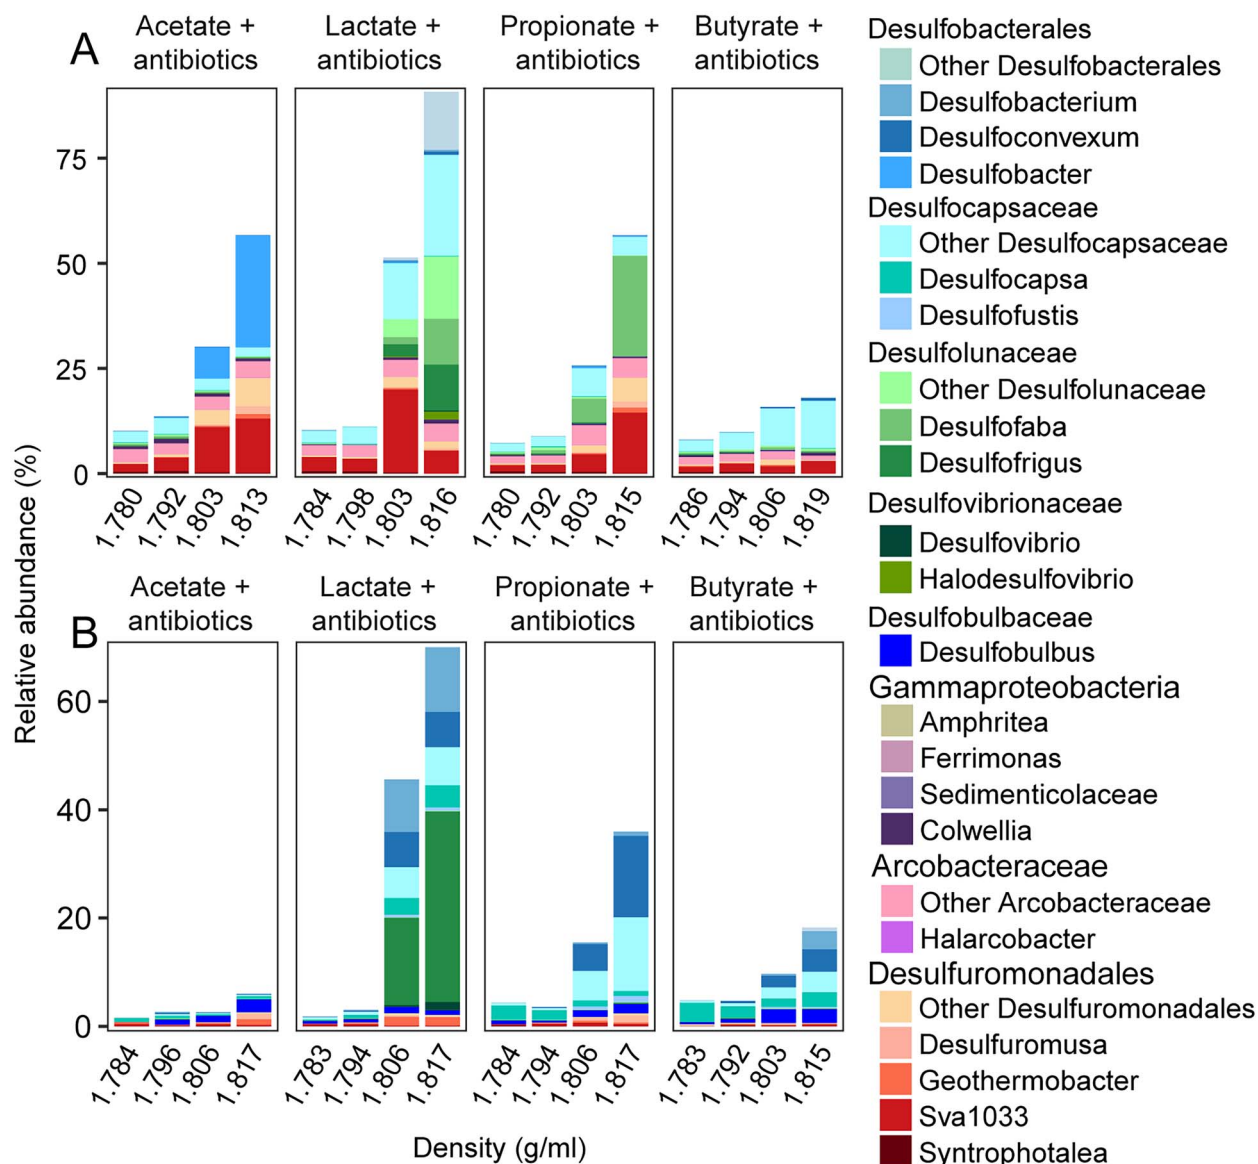 A
Acetate +
antibiotics
Lactate +
antibiotics
Propionate +
antibiotics
Butyrate +
antibiotics
75
50
25
0
1.780
1.792
1.803
1.813
1.784
1.798
1.803
1.816
1.780
1.792
1.803
1.815
1.786
1.794
1.806
1.819
Relative abundance (%)
B
Acetate +
antibiotics
Lactate +
antibiotics
Propionate +
antibiotics
Butyrate +
antibiotics
60
40
20
0
1.784
1.796
1.806
1.817
1.783
1.794
1.806
1.817
1.784
1.794
1.806
1.817
1.783
1.792
1.803
1.815
Density (g/ml)
Desulfobacterales
Other Desulfobacterales
Desulfobacterium
Desulfoconvexum
Desulfobacter
Desulfocapsaceae
Other Desulfocapsaceae
Desulfocapsa
Desulfofustis
Desulfolunaceae
Other Desulfolunaceae
Desulfofaba
Desulfofrigus
Desulfovibrionaceae
Desulfovibrio
Halodesulfovibrio
Desulfobulbaceae
Desulfobulbus
Gammaproteobacteria
Amphritea
Ferrimonas
Sedimenticolaceae
Colwellia
Arcobacteraceae
Other Arcobacteraceae
Halarcobacter
Desulfuromonadales
Other Desulfuromonadales
Desulfuromusa
Geothermobacter
Sva1033
Syntrophotalea